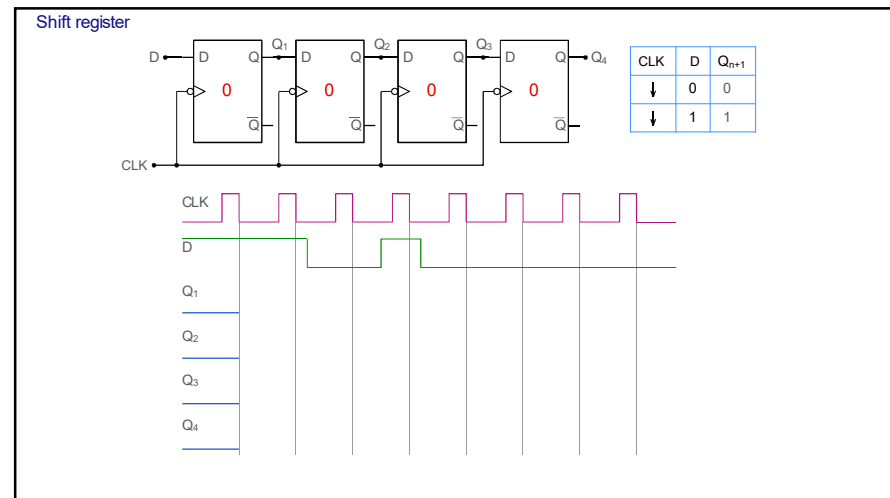 Shift register
Q₁ Q₂ Q₃
D D Q D Q D Q D Q Q₄
0 0 0 0
Q̅ Q̅ Q̅ Q̅
CLK
CLK D Qₙ₊₁
↓ 0 0
↓ 1 1
CLK
D
Q₁
Q₂
Q₃
Q₄